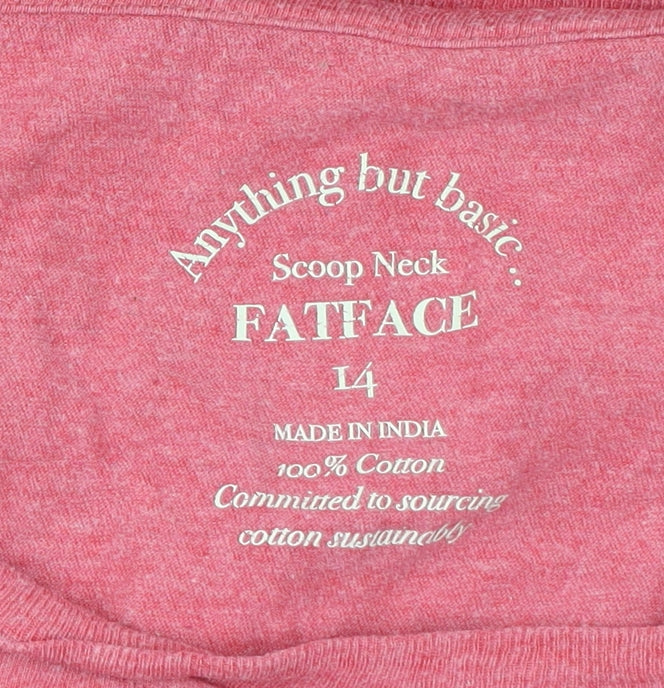 Anything but basic..
Scoop Neck
FATFACE
14
MADE IN INDIA
100% Cotton
Committed to sourcing
cotton sustainably